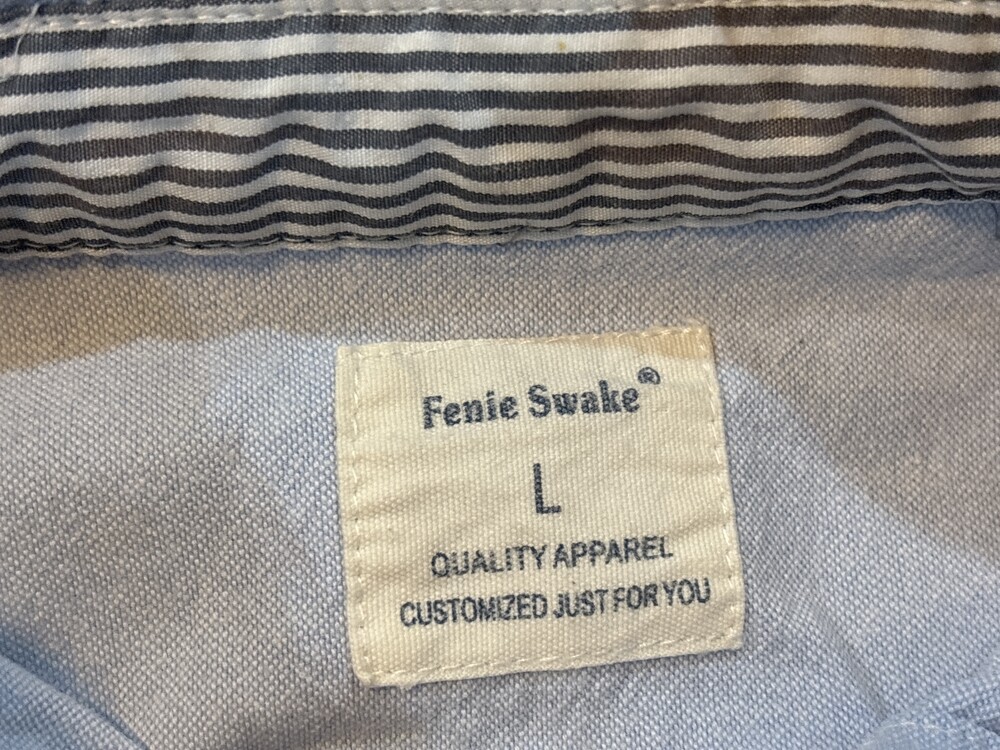 Fenie Swake®
L
QUALITY APPAREL
CUSTOMIZED JUST FOR YOU